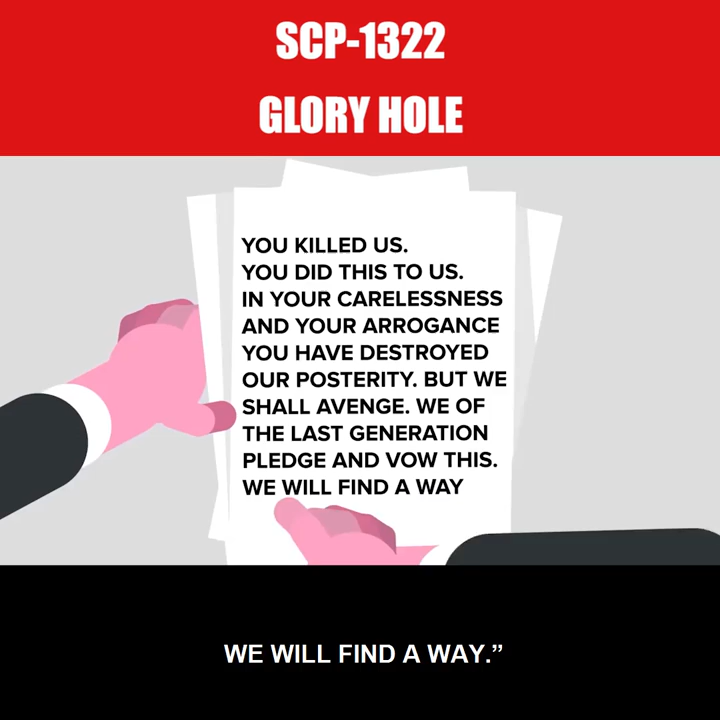 SCP-1322
GLORY HOLE
YOU KILLED US.
YOU DID THIS TO US.
IN YOUR CARELESSNESS
AND YOUR ARROGANCE
YOU HAVE DESTROYED
OUR POSTERITY. BUT WE
SHALL AVENGE. WE OF
THE LAST GENERATION
PLEDGE AND VOW THIS.
WE WILL FIND A WAY
WE WILL FIND A WAY.”